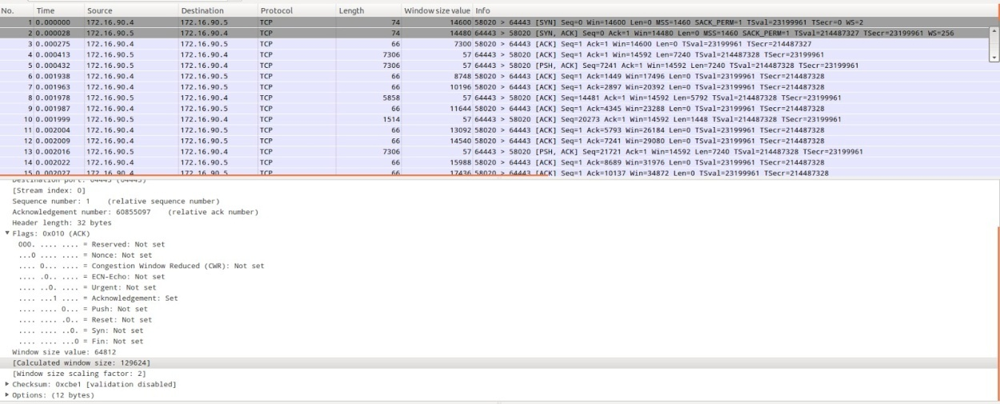 No. Time Source Destination Protocol Length Window size value Info
1 0.000000 172.16.90.4 172.16.90.5 TCP 74 14600 58020 > 64443 [SYN] Seq=0 Win=14600 Len=0 MSS=1460 SACK_PERM=1 TSval=23199961 TSecr=0 WS=2
2 0.000028 172.16.90.5 172.16.90.4 TCP 74 14480 64443 > 58020 [SYN, ACK] Seq=0 Ack=1 Win=14480 Len=0 MSS=1460 SACK_PERM=1 TSval=214487327 TSecr=23199961 WS=256
3 0.000275 172.16.90.4 172.16.90.5 TCP 66 7300 58020 > 64443 [ACK] Seq=1 Ack=1 Win=14600 Len=0 TSval=23199961 TSecr=214487327
4 0.000413 172.16.90.5 172.16.90.4 TCP 7306 57 64443 > 58020 [ACK] Seq=1 Ack=1 Win=14592 Len=7240 TSval=214487328 TSecr=23199961
5 0.000432 172.16.90.5 172.16.90.4 TCP 7306 57 64443 > 58020 [PSH, ACK] Seq=7241 Ack=1 Win=14592 Len=7240 TSval=214487328 TSecr=23199961
6 0.001938 172.16.90.4 172.16.90.5 TCP 66 8748 58020 > 64443 [ACK] Seq=1 Ack=1449 Win=17496 Len=0 TSval=23199961 TSecr=214487328
7 0.001963 172.16.90.4 172.16.90.5 TCP 66 10196 58020 > 64443 [ACK] Seq=1 Ack=2897 Win=20392 Len=0 TSval=23199961 TSecr=214487328
8 0.001978 172.16.90.5 172.16.90.4 TCP 5858 57 64443 > 58020 [ACK] Seq=14481 Ack=1 Win=14592 Len=5792 TSval=214487328 TSecr=23199961
9 0.001987 172.16.90.4 172.16.90.5 TCP 66 11644 58020 > 64443 [ACK] Seq=1 Ack=4345 Win=23288 Len=0 TSval=23199961 TSecr=214487328
10 0.001999 172.16.90.5 172.16.90.4 TCP 1514 57 64443 > 58020 [ACK] Seq=20273 Ack=1 Win=14592 Len=1448 TSval=214487328 TSecr=23199961
11 0.002004 172.16.90.4 172.16.90.5 TCP 66 13092 58020 > 64443 [ACK] Seq=1 Ack=5793 Win=26184 Len=0 TSval=23199961 TSecr=214487328
12 0.002009 172.16.90.4 172.16.90.5 TCP 66 14540 58020 > 64443 [ACK] Seq=1 Ack=7241 Win=29080 Len=0 TSval=23199961 TSecr=214487328
13 0.002016 172.16.90.5 172.16.90.4 TCP 7306 57 64443 > 58020 [PSH, ACK] Seq=21721 Ack=1 Win=14592 Len=7240 TSval=214487328 TSecr=23199961
14 0.002022 172.16.90.4 172.16.90.5 TCP 66 15988 58020 > 64443 [ACK] Seq=1 Ack=8689 Win=31976 Len=0 TSval=23199961 TSecr=214487328
15 0.002027 172.16.90.4 172.16.90.5 TCP 66 17436 58020 > 64443 [ACK] Seq=1 Ack=10137 Win=34872 Len=0 TSval=23199961 TSecr=214487328
Destination port: 64443 (64443)
[Stream index: 0]
Sequence number: 1 (relative sequence number)
Acknowledgement number: 60855097 (relative ack number)
Header length: 32 bytes
Flags: 0x010 (ACK)
000. .... .... = Reserved: Not set
...0 .... .... = Nonce: Not set
.... 0... .... = Congestion Window Reduced (CWR): Not set
.... .0.. .... = ECN-Echo: Not set
.... ..0. .... = Urgent: Not set
.... ...1 .... = Acknowledgement: Set
.... .... 0... = Push: Not set
.... .... .0.. = Reset: Not set
.... .... ..0. = Syn: Not set
.... .... ...0 = Fin: Not set
Window size value: 64812
[Calculated window size: 129624]
[Window size scaling factor: 2]
Checksum: 0xcbe1 [validation disabled]
Options: (12 bytes)